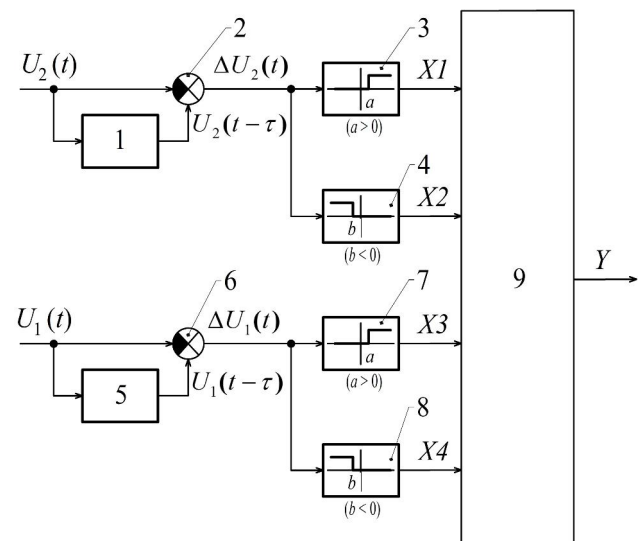 2
3
U₂(t)
ΔU₂(t)
X1
a
(a>0)
1
U₂(t−τ)
4
X2
b
(b<0)
9
Y
6
7
U₁(t)
ΔU₁(t)
X3
a
(a>0)
5
U₁(t−τ)
8
X4
b
(b<0)